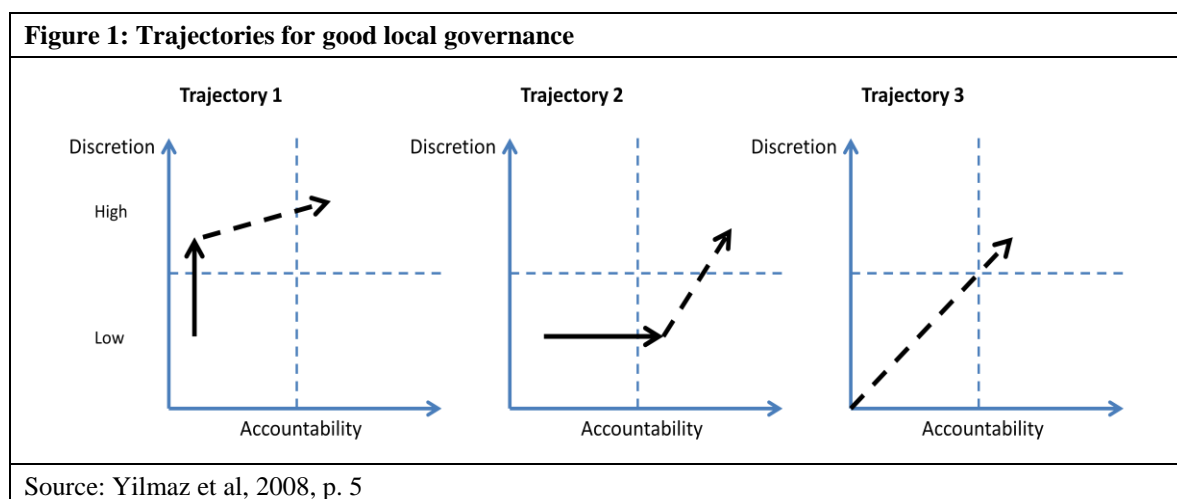 Figure 1: Trajectories for good local governance
Trajectory 1
Trajectory 2
Trajectory 3
Discretion
Discretion
Discretion
High
Low
Accountability
Accountability
Accountability
Source: Yilmaz et al, 2008, p. 5